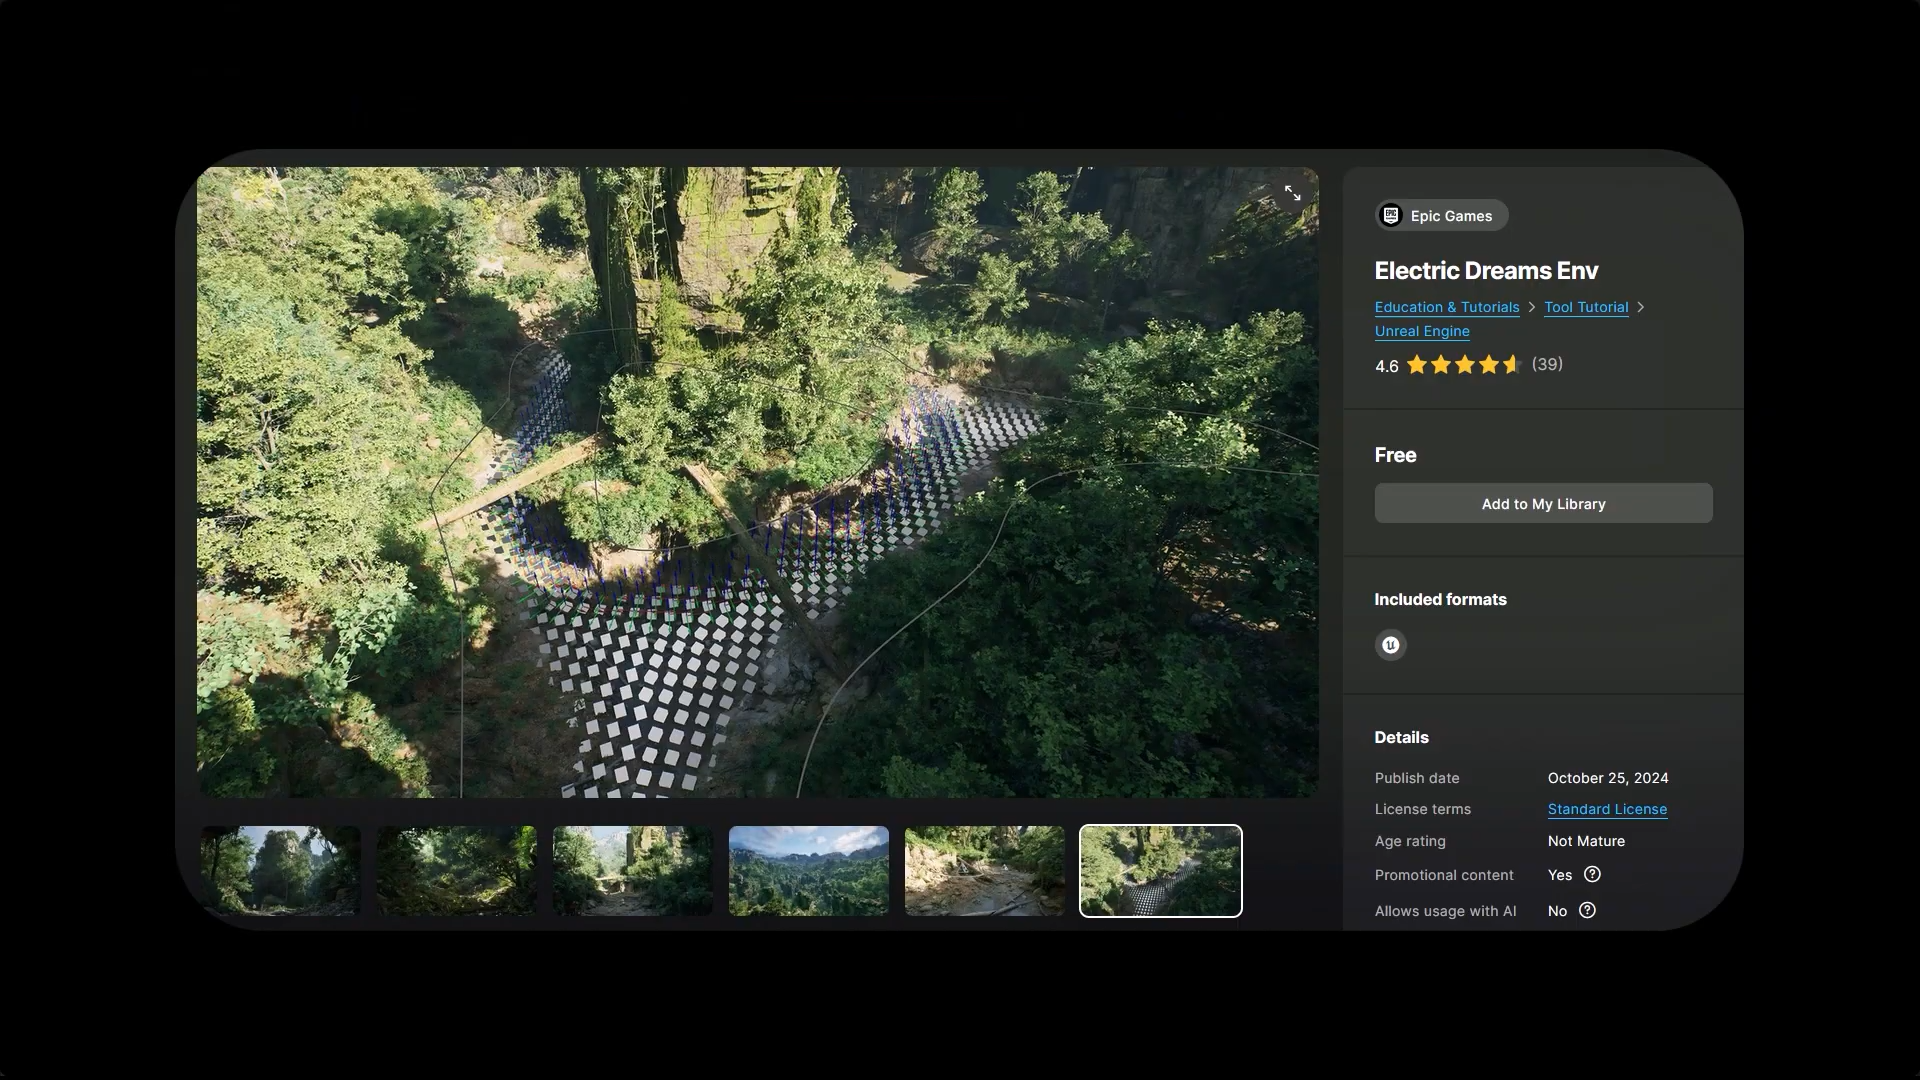 Epic Games
Electric Dreams Env
Education & Tutorials > Tool Tutorial >
Unreal Engine
4.6 (39)
Free
Add to My Library
Included formats
Details
Publish date October 25, 2024
License terms Standard License
Age rating Not Mature
Promotional content Yes
Allows usage with AI No